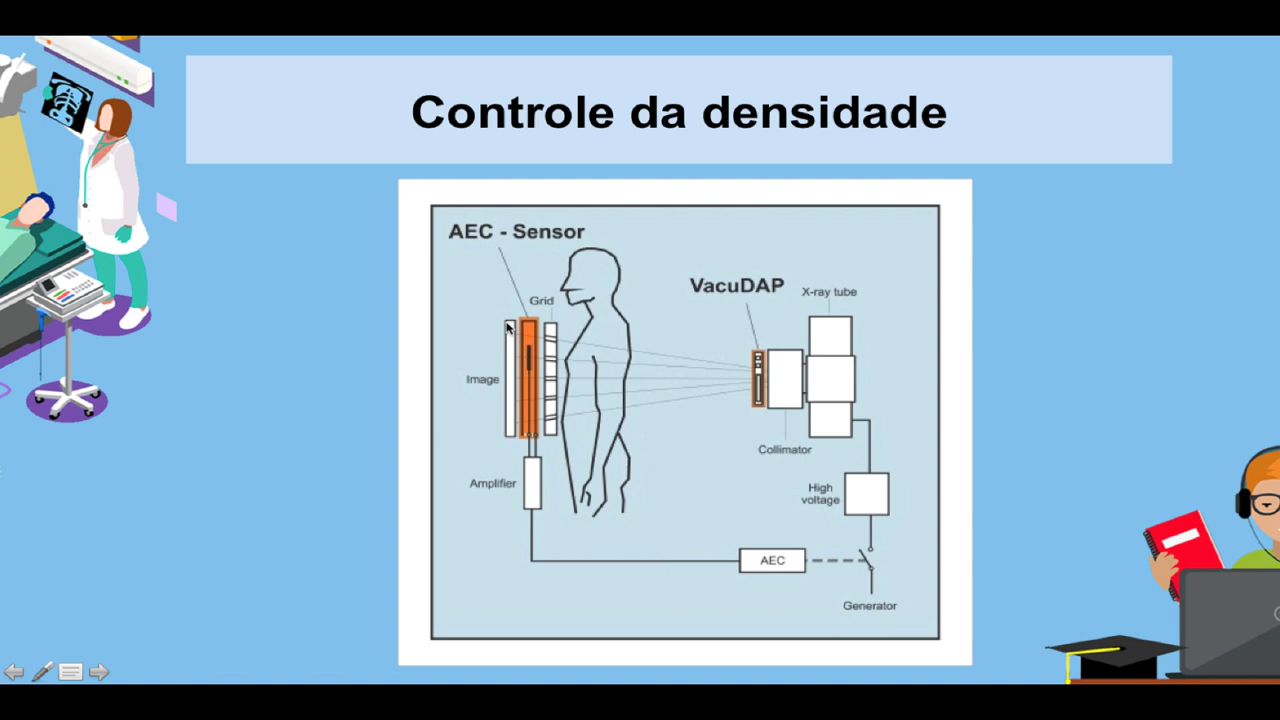 Controle da densidade
AEC - Sensor
VacuDAP
X-ray tube
Grid
Image
Collimator
Amplifier
High
voltage
AEC
Generator